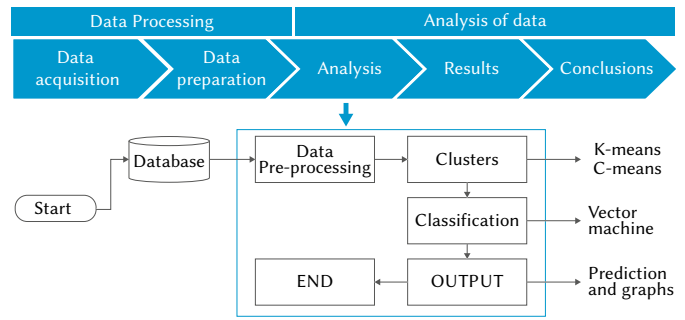 Data Processing
Analysis of data
Data
acquisition
Data
preparation
Analysis
Results
Conclusions
Start
Database
Data
Pre-processing
Clusters
K-means
C-means
Classification
Vector
machine
END
OUTPUT
Prediction
and graphs